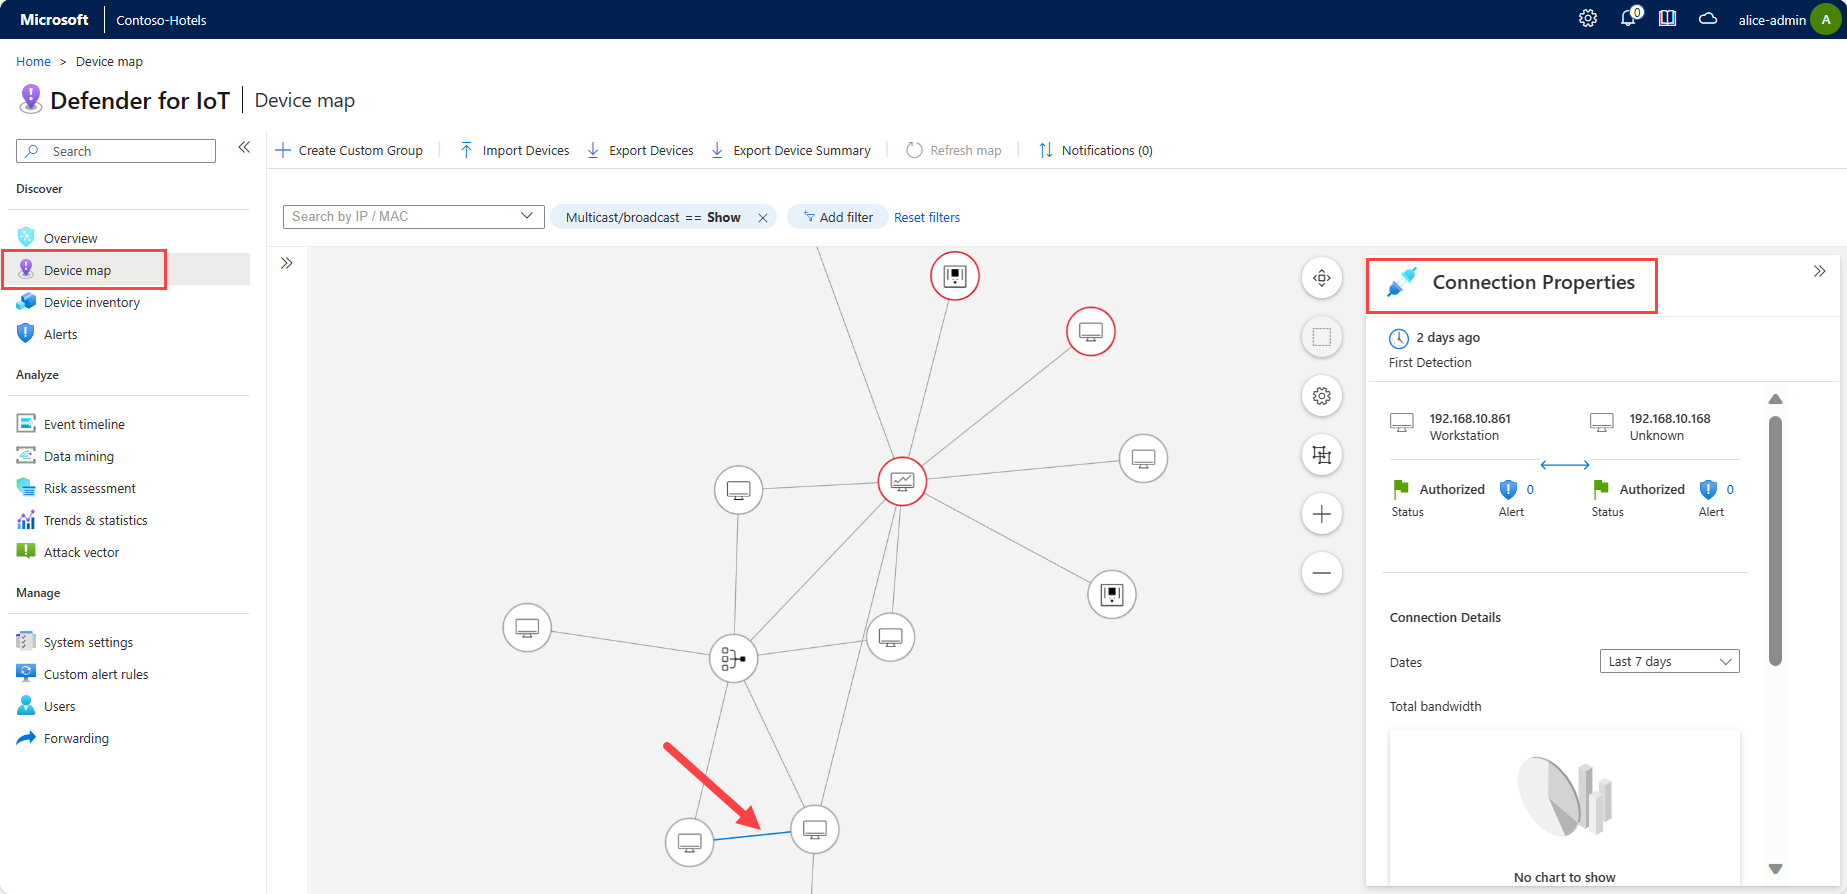 Microsoft Contoso-Hotels 0 alice-admin A
Home > Device map
Defender for IoT Device map
Search
Create Custom Group Import Devices Export Devices Export Device Summary Refresh map Notifications (0)
Discover
Overview
Device map
Device inventory
Alerts
Analyze
Event timeline
Data mining
Risk assessment
Trends & statistics
Attack vector
Manage
System settings
Custom alert rules
Users
Forwarding
Search by IP / MAC Multicast/broadcast == Show Add filter Reset filters
Connection Properties
2 days ago
First Detection
192.168.10.861 192.168.10.168
Workstation Unknown
Authorized 0 Authorized 0
Status Alert Status Alert
Connection Details
Dates Last 7 days
Total bandwidth
No chart to show